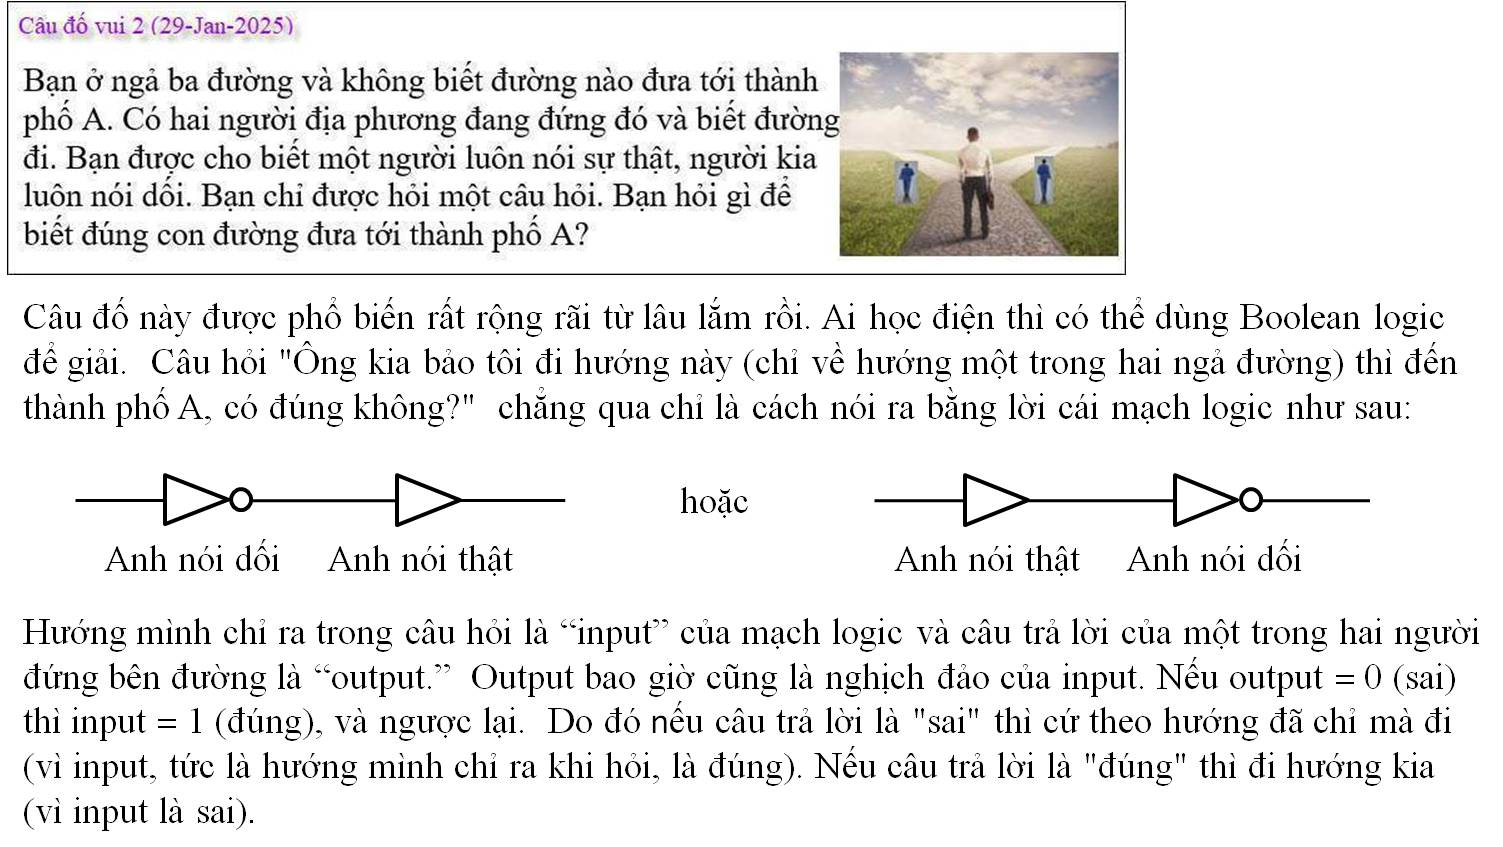 Câu đố vui 2 (29-Jan-2025)
Bạn ở ngả ba đường và không biết đường nào đưa tới thành
phố A. Có hai người địa phương đang đứng đó và biết đường
đi. Bạn được cho biết một người luôn nói sự thật, người kia
luôn nói dối. Bạn chỉ được hỏi một câu hỏi. Bạn hỏi gì để
biết đúng con đường đưa tới thành phố A?
Câu đố này được phổ biến rất rộng rãi từ lâu lắm rồi. Ai học điện thì có thể dùng Boolean logic
để giải. Câu hỏi "Ông kia bảo tôi đi hướng này (chỉ về hướng một trong hai ngả đường) thì đến
thành phố A, có đúng không?" chẳng qua chỉ là cách nói ra bằng lời cái mạch logic như sau:
hoặc
Anh nói dối Anh nói thật Anh nói thật Anh nói dối
Hướng mình chỉ ra trong câu hỏi là “input” của mạch logic và câu trả lời của một trong hai người
đứng bên đường là “output.” Output bao giờ cũng là nghịch đảo của input. Nếu output = 0 (sai)
thì input = 1 (đúng), và ngược lại. Do đó nếu câu trả lời là "sai" thì cứ theo hướng đã chỉ mà đi
(vì input, tức là hướng mình chỉ ra khi hỏi, là đúng). Nếu câu trả lời là "đúng" thì đi hướng kia
(vì input là sai).